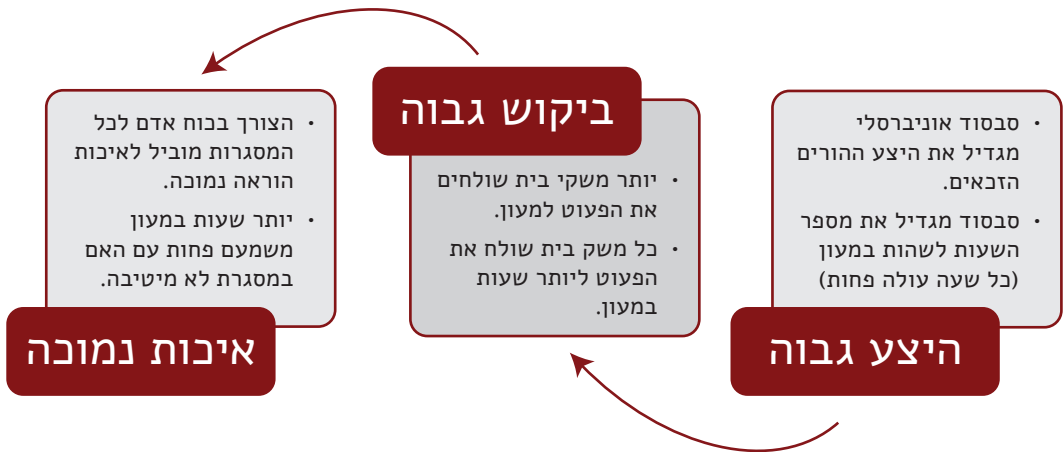 סבסוד אוניברסלי
מגדיל את היצע ההורים
הזכאים.
סבסוד מגדיל את מספר
השעות לשהות במעון
(כל שעה עולה פחות)
היצע גבוה
ביקוש גבוה
יותר משקי בית שולחים
את הפעוט למעון.
כל משק בית שולח את
הפעוט ליותר שעות
במעון.
הצורך בכוח אדם לכל
המסגרות מוביל לאיכות
הוראה נמוכה.
יותר שעות במעון
משמעם פחות עם האם
במסגרת לא מיטיבה.
איכות נמוכה